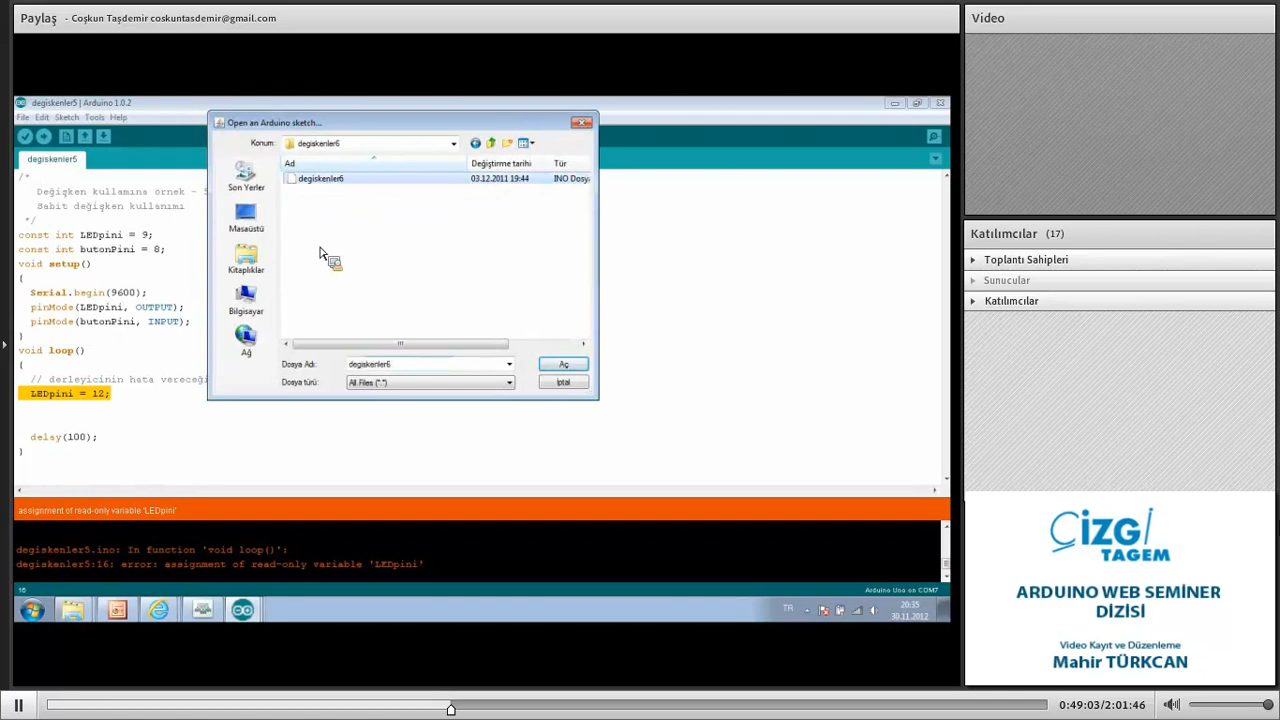 Paylaş - Coşkun Taşdemir coskuntasdemir@gmail.com
Video
degiskenler5 | Arduino 1.0.2
File Edit Sketch Tools Help
degiskenler5
/*
Değişken kullamına örnek - 5
Sabit değişken kullanımı
*/
const int LEDpini = 9;
const int butonPini = 8;
void setup()
{
Serial.begin(9600);
pinMode(LEDpini, OUTPUT);
pinMode(butonPini, INPUT);
}
void loop()
{
// derleyicinin hata vereceği
LEDpini = 12;
delay(100);
}
Open an Arduino sketch...
Konum: degiskenler6
Ad Değiştirme tarihi Tür
degiskenler6 03.12.2011 19:44 INO Dosya
Son Yerler
Masaüstü
Kitaplıklar
Bilgisayar
Ağ
Dosya Adı: degiskenler6 Aç
Dosya türü: All Files (*.*) İptal
assignment of read-only variable 'LEDpini'
degiskenler5.ino: In function 'void loop()':
degiskenler5:16: error: assignment of read-only variable 'LEDpini'
16 Arduino Uno on COM7
TR 20:35
30.11.2012
Katılımcılar (17)
Toplantı Sahipleri
Sunucular
Katılımcılar
ÇİZGİ
TAGEM
ARDUINO WEB SEMİNER
DİZİSİ
Video Kayıt ve Düzenleme
Mahir TÜRKCAN
0:49:03/2:01:46